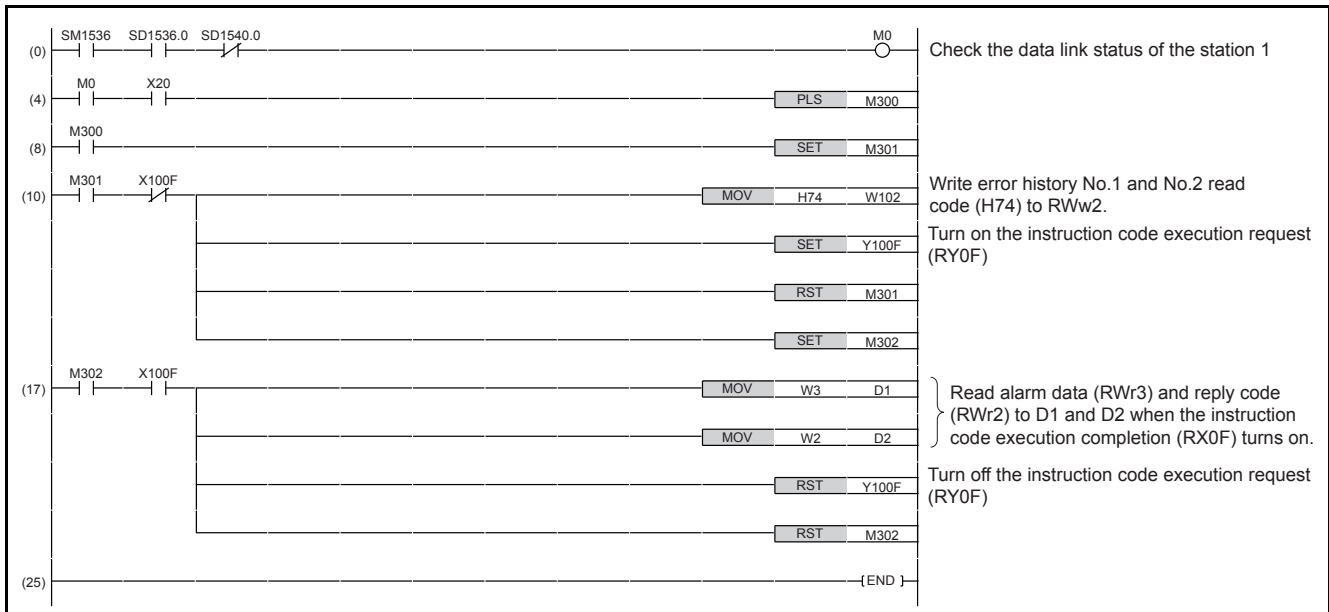 SM1536 SD1536.0 SD1540.0 M0
(0) Check the data link status of the station 1
M0 X20
(4) PLS M300
M300
(8) SET M301
M301 X100F
(10) MOV H74 W102
Write error history No.1 and No.2 read
code (H74) to RWw2.
SET Y100F
Turn on the instruction code execution request
(RY0F)
RST M301
SET M302
M302 X100F
(17) MOV W3 D1
MOV W2 D2
Read alarm data (RWr3) and reply code
(RWr2) to D1 and D2 when the instruction
code execution completion (RX0F) turns on.
RST Y100F
Turn off the instruction code execution request
(RY0F)
RST M302
(25) END